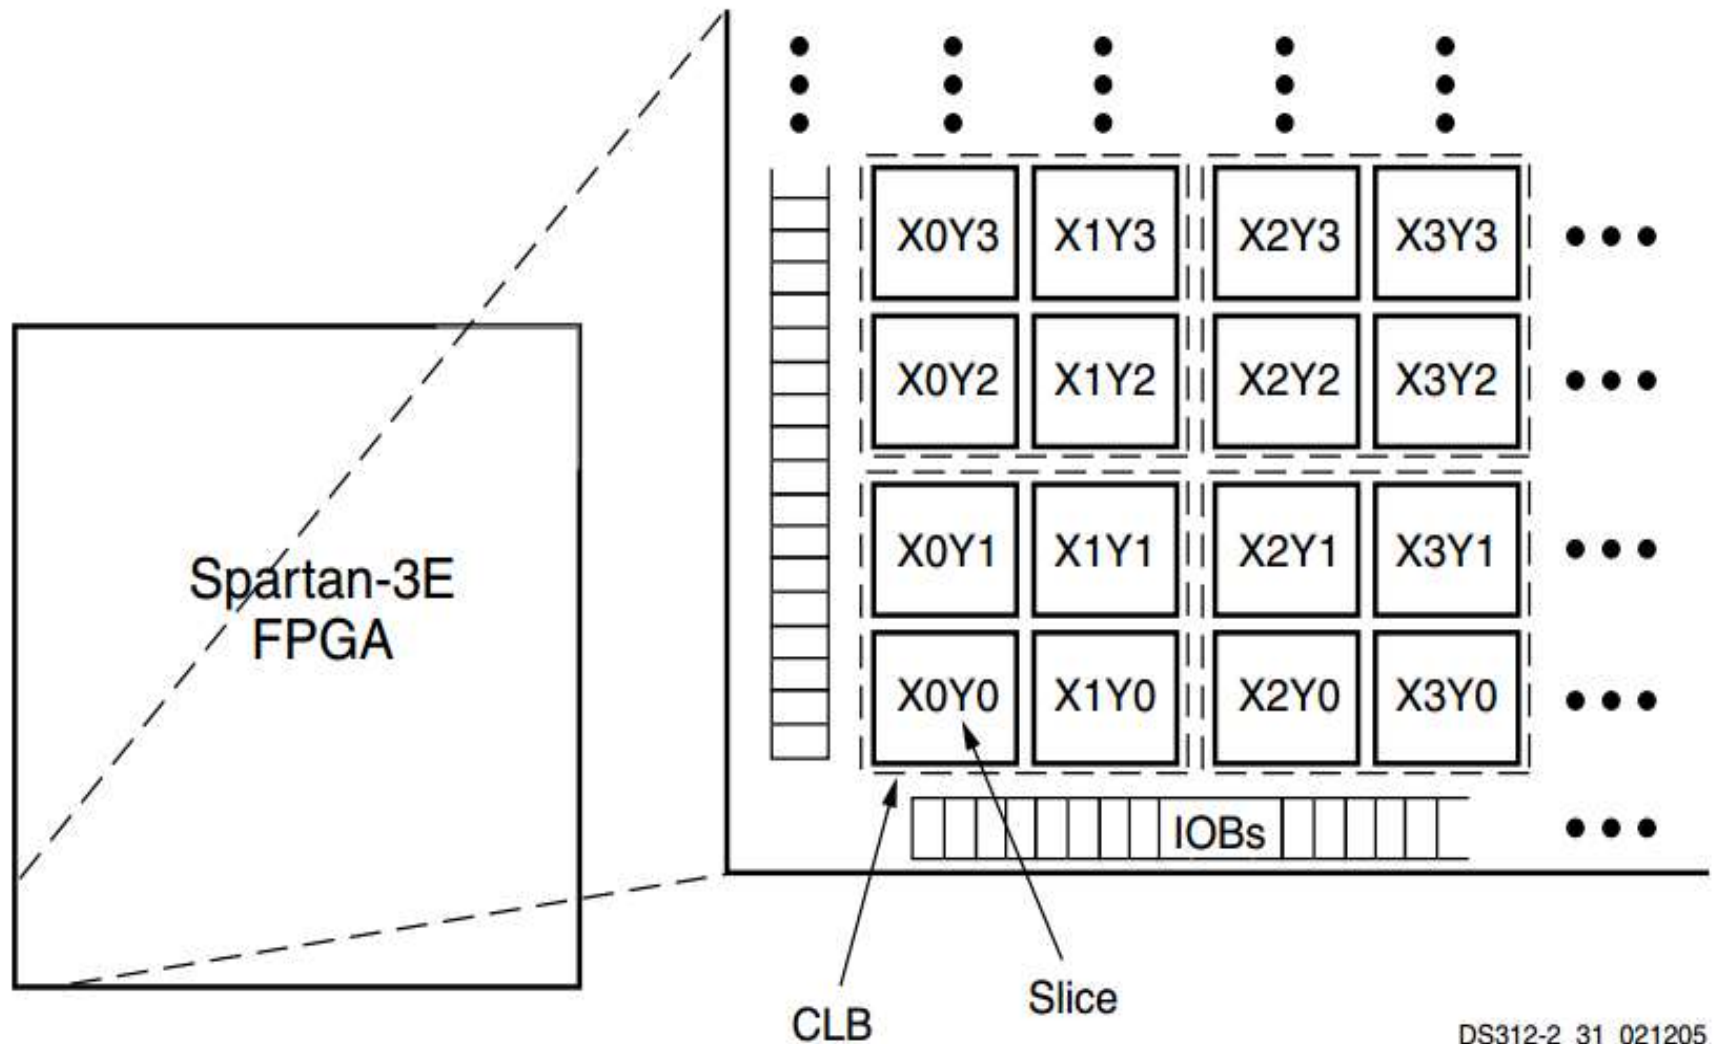 X0Y3 X1Y3 X2Y3 X3Y3
X0Y2 X1Y2 X2Y2 X3Y2
Spartan-3E
FPGA
X0Y1 X1Y1 X2Y1 X3Y1
X0Y0 X1Y0 X2Y0 X3Y0
IOBs
CLB
Slice
DS312-2_31_021205